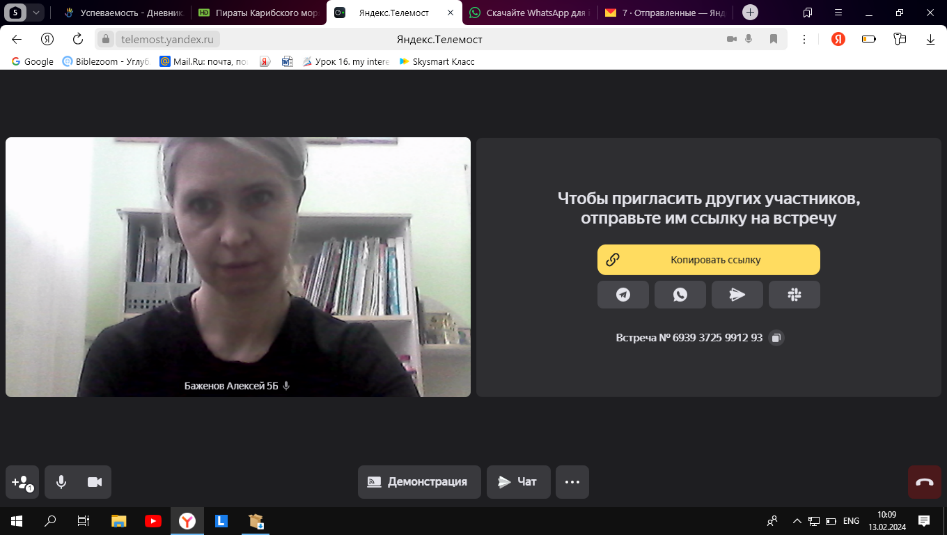 5
Успеваемость - Дневник
Пираты Карибского мор
Яндекс.Телемост
Скачайте WhatsApp для
7 · Отправленные — Янд
telemost.yandex.ru
Яндекс.Телемост
Google
Biblezoom - Углуб
Mail.Ru: почта, по
Урок 16. my intere
Skysmart Класс
Чтобы пригласить других участников,
отправьте им ссылку на встречу
Копировать ссылку
Встреча № 6939 3725 9912 93
Баженов Алексей 5Б
1
Демонстрация
Чат
ENG
10:09
13.02.2024